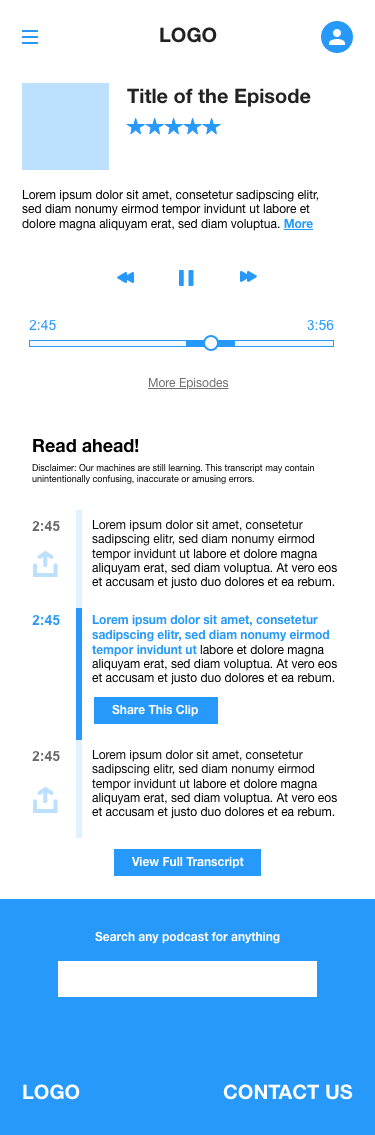 LOGO
Title of the Episode
Lorem ipsum dolor sit amet, consetetur sadipscing elitr,
sed diam nonumy eirmod tempor invidunt ut labore et
dolore magna aliquyam erat, sed diam voluptua. More
2:45 3:56
More Episodes
Read ahead!
Disclaimer: Our machines are still learning. This transcript may contain
unintentionally confusing, inaccurate or amusing errors.
2:45
Lorem ipsum dolor sit amet, consetetur
sadipscing elitr, sed diam nonumy eirmod
tempor invidunt ut labore et dolore magna
aliquyam erat, sed diam voluptua. At vero eos
et accusam et justo duo dolores et ea rebum.
2:45
Lorem ipsum dolor sit amet, consetetur
sadipscing elitr, sed diam nonumy eirmod
tempor invidunt ut labore et dolore magna
aliquyam erat, sed diam voluptua. At vero eos
et accusam et justo duo dolores et ea rebum.
Share This Clip
2:45
Lorem ipsum dolor sit amet, consetetur
sadipscing elitr, sed diam nonumy eirmod
tempor invidunt ut labore et dolore magna
aliquyam erat, sed diam voluptua. At vero eos
et accusam et justo duo dolores et ea rebum.
View Full Transcript
Search any podcast for anything
LOGO CONTACT US